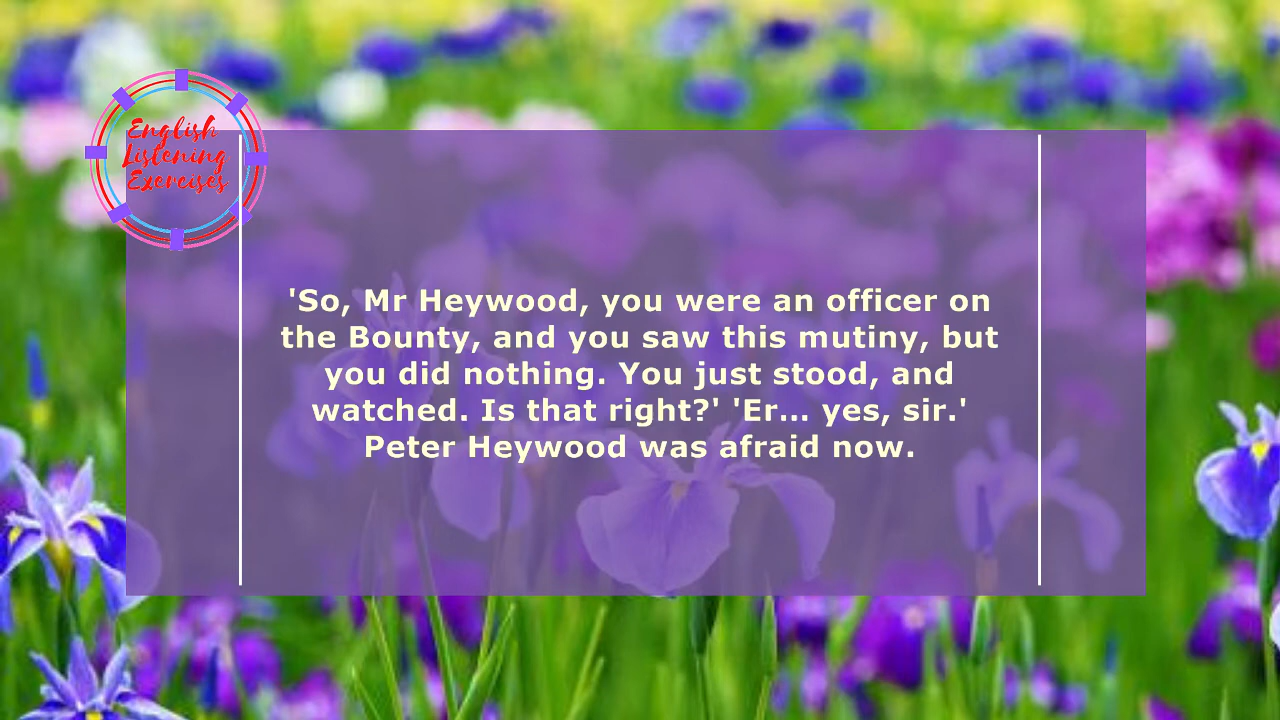 English
Listening
Exercises
'So, Mr Heywood, you were an officer on
the Bounty, and you saw this mutiny, but
you did nothing. You just stood, and
watched. Is that right?' 'Er... yes, sir.'
Peter Heywood was afraid now.